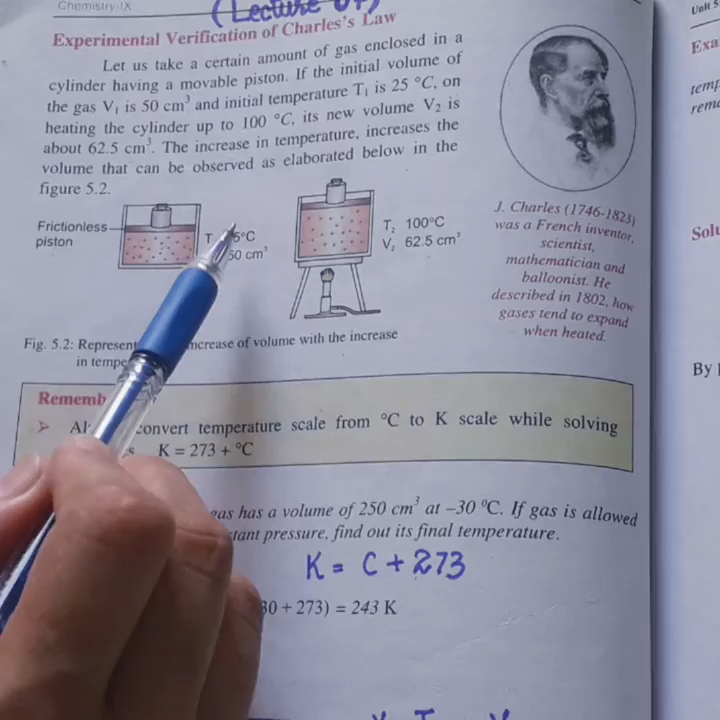 Chemistry-IX
(Lecture 04)
Experimental Verification of Charles's Law
Let us take a certain amount of gas enclosed in a
cylinder having a movable piston. If the initial volume of
the gas V₁ is 50 cm³ and initial temperature T₁ is 25 °C, on
heating the cylinder up to 100 °C, its new volume V₂ is
about 62.5 cm³. The increase in temperature, increases the
volume that can be observed as elaborated below in the
figure 5.2.
Frictionless
piston
T 5°C
50 cm³
T₂ 100°C
V₂ 62.5 cm³
Fig. 5.2: Represent increase of volume with the increase
in tempe
J. Charles (1746-1823)
was a French inventor,
scientist,
mathematician and
balloonist. He
described in 1802, how
gases tend to expand
when heated.
Rememb
➢ Al convert temperature scale from °C to K scale while solving
s K = 273 + °C
gas has a volume of 250 cm³ at −30 °C. If gas is allowed
stant pressure, find out its final temperature.
K = C + 273
30 + 273) = 243 K
Unit 5
Exa
temp
rem
Solu
By